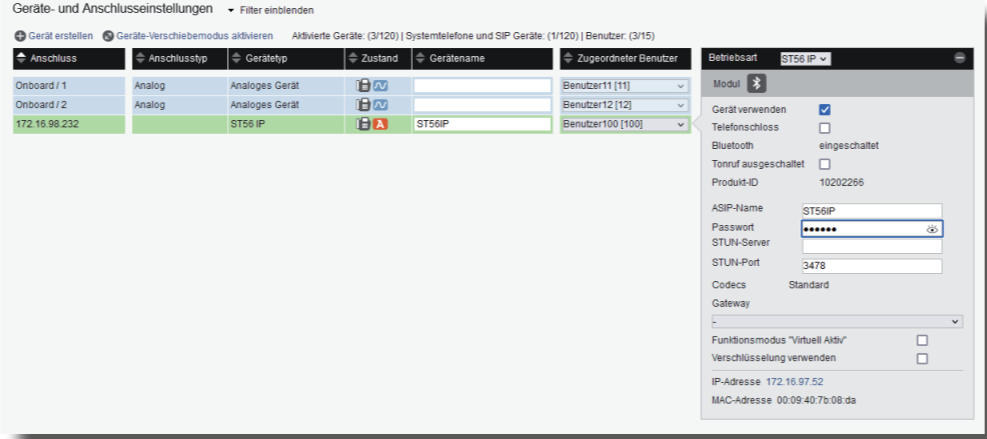 Geräte- und Anschlusseinstellungen Filter einblenden
Gerät erstellen Geräte-Verschiebemodus aktivieren Aktivierte Geräte: (3/120) | Systemtelefone und SIP Geräte: (1/120) | Benutzer: (3/15)
Anschluss Anschlusstyp Gerätetyp Zustand Gerätename Zugeordneter Benutzer
Onboard / 1 Analog Analoges Gerät Benutzer11 [11]
Onboard / 2 Analog Analoges Gerät Benutzer12 [12]
172.16.98.232 ST56 IP A ST56IP Benutzer100 [100]
Betriebsart ST56 IP
Modul
Gerät verwenden
Telefonschloss
Bluetooth eingeschaltet
Tonruf ausgeschaltet
Produkt-ID 10202266
ASIP-Name ST56IP
Passwort ••••••
STUN-Server
STUN-Port 3478
Codecs Standard
Gateway
-
Funktionsmodus "Virtuell Aktiv"
Verschlüsselung verwenden
IP-Adresse 172.16.97.52
MAC-Adresse 00:09:40:7b:08:da